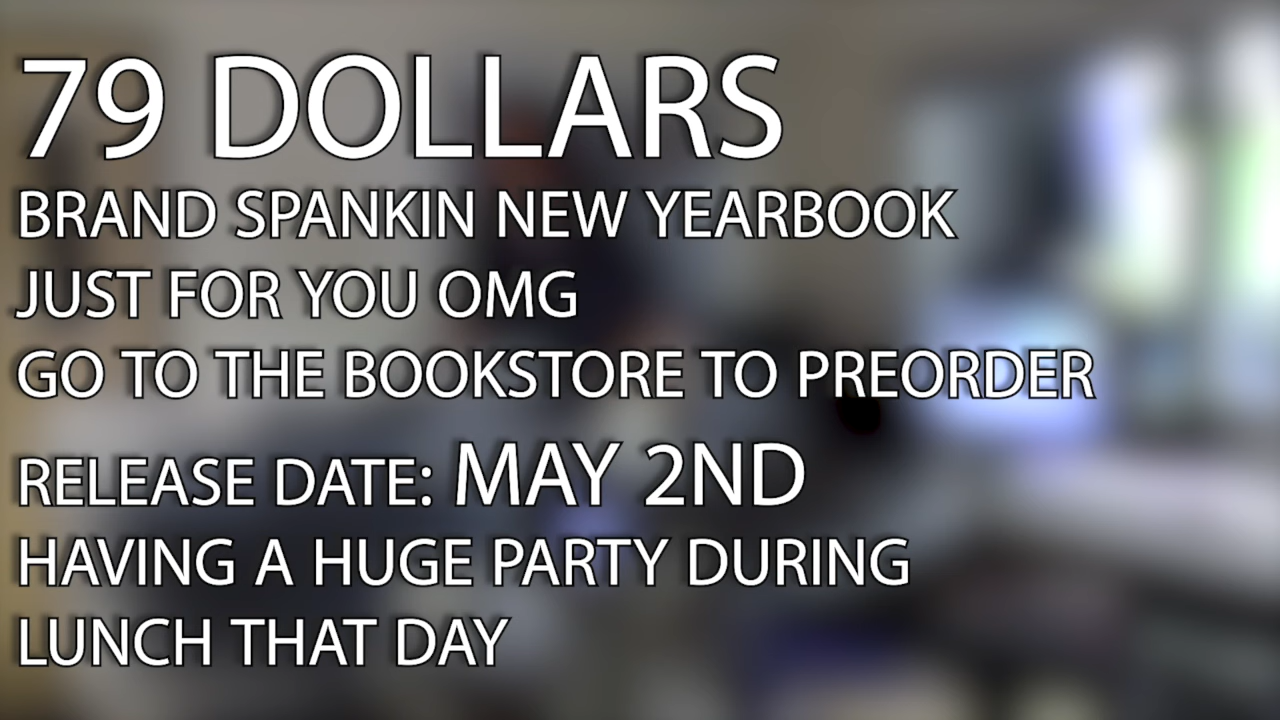 79 DOLLARS
BRAND SPANKIN NEW YEARBOOK
JUST FOR YOU OMG
GO TO THE BOOKSTORE TO PREORDER
RELEASE DATE: MAY 2ND
HAVING A HUGE PARTY DURING
LUNCH THAT DAY